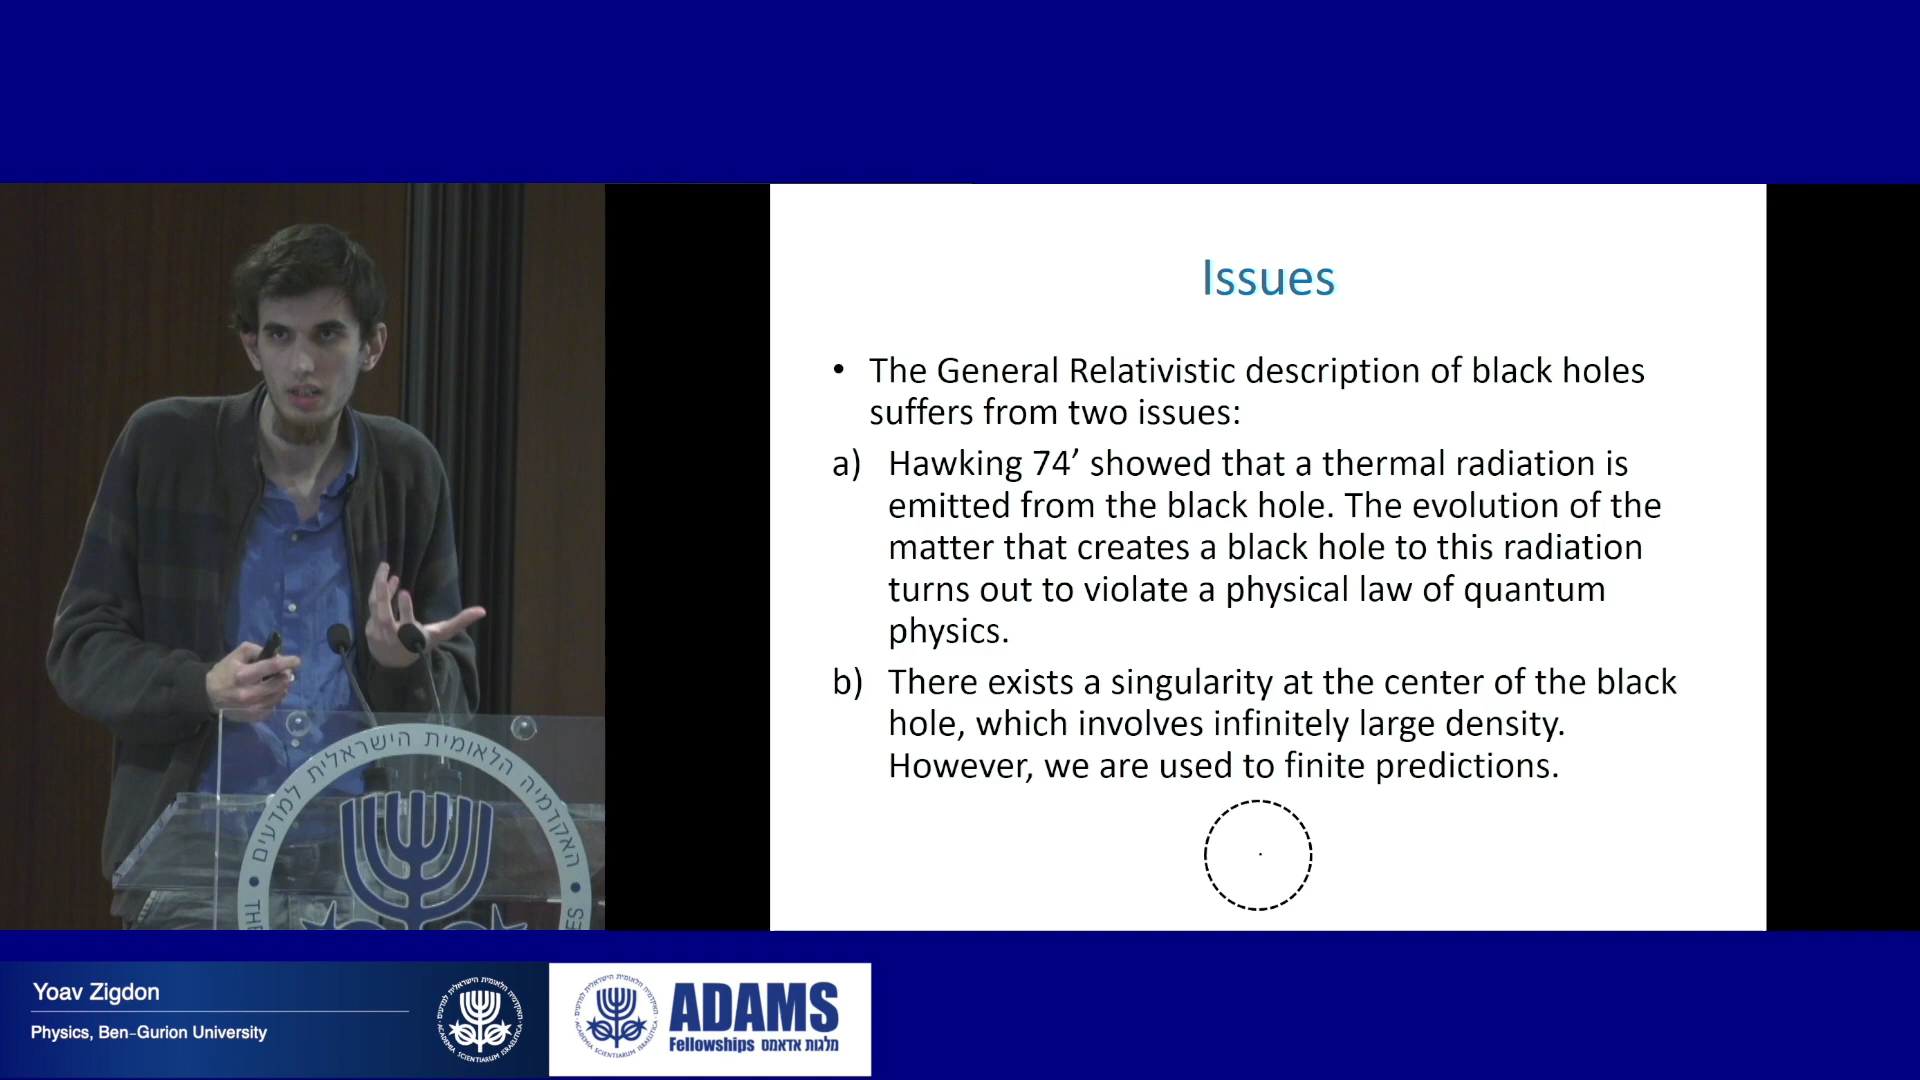 Issues
• The General Relativistic description of black holes
suffers from two issues:
a) Hawking 74’ showed that a thermal radiation is
emitted from the black hole. The evolution of the
matter that creates a black hole to this radiation
turns out to violate a physical law of quantum
physics.
b) There exists a singularity at the center of the black
hole, which involves infinitely large density.
However, we are used to finite predictions.
האקדמיה הלאומית הישראלית למדעים
Yoav Zigdon
Physics, Ben-Gurion University
ADAMS
Fellowships מלגות אדאמס